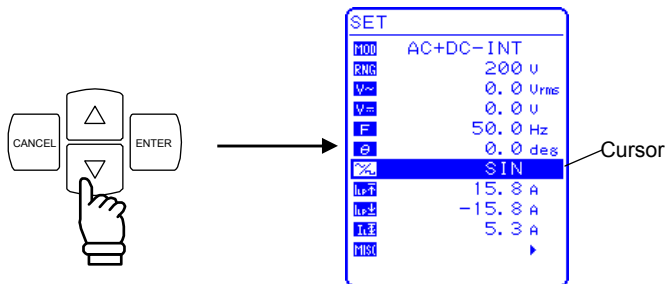 SET
MOD AC+DC-INT
RNG 200 V
V~ 0.0 Vrms
V⎓ 0.0 V
F 50.0 Hz
θ 0.0 deg
SIN
15.8 A
-15.8 A
5.3 A
MISC
CANCEL
ENTER
Cursor